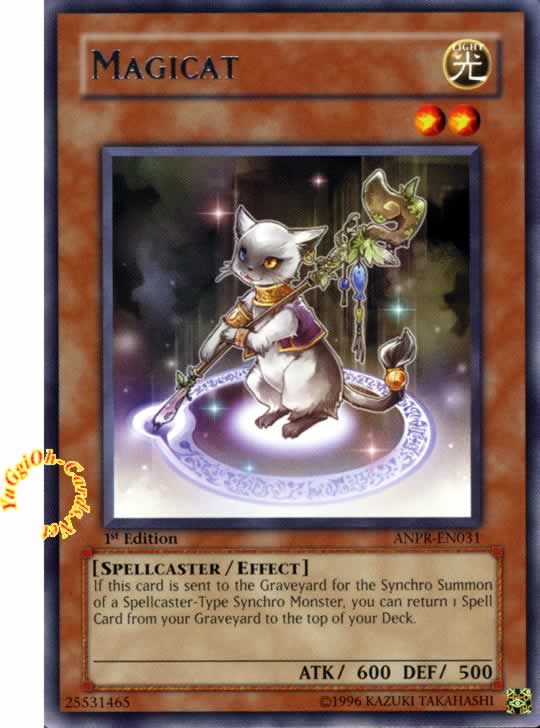 MAGICAT
LIGHT
光
YuGgiOh-Cards.Net
1st Edition
ANPR-EN031
[SPELLCASTER / EFFECT]
If this card is sent to the Graveyard for the Synchro Summon
of a Spellcaster-Type Synchro Monster, you can return 1 Spell
Card from your Graveyard to the top of your Deck.
ATK/ 600 DEF/ 500
25531465
©1996 KAZUKI TAKAHASHI